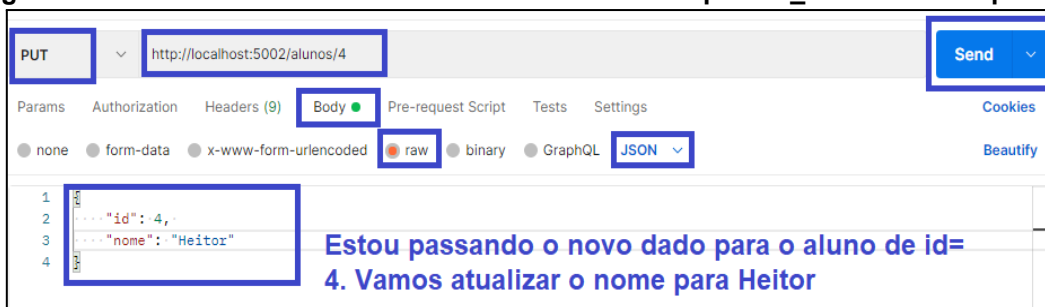 PUT http://localhost:5002/alunos/4 Send
Params Authorization Headers (9) Body Pre-request Script Tests Settings Cookies
none form-data x-www-form-urlencoded raw binary GraphQL JSON Beautify
1 {
2 "id": 4,
3 "nome": "Heitor"
4 }
Estou passando o novo dado para o aluno de id=
4. Vamos atualizar o nome para Heitor